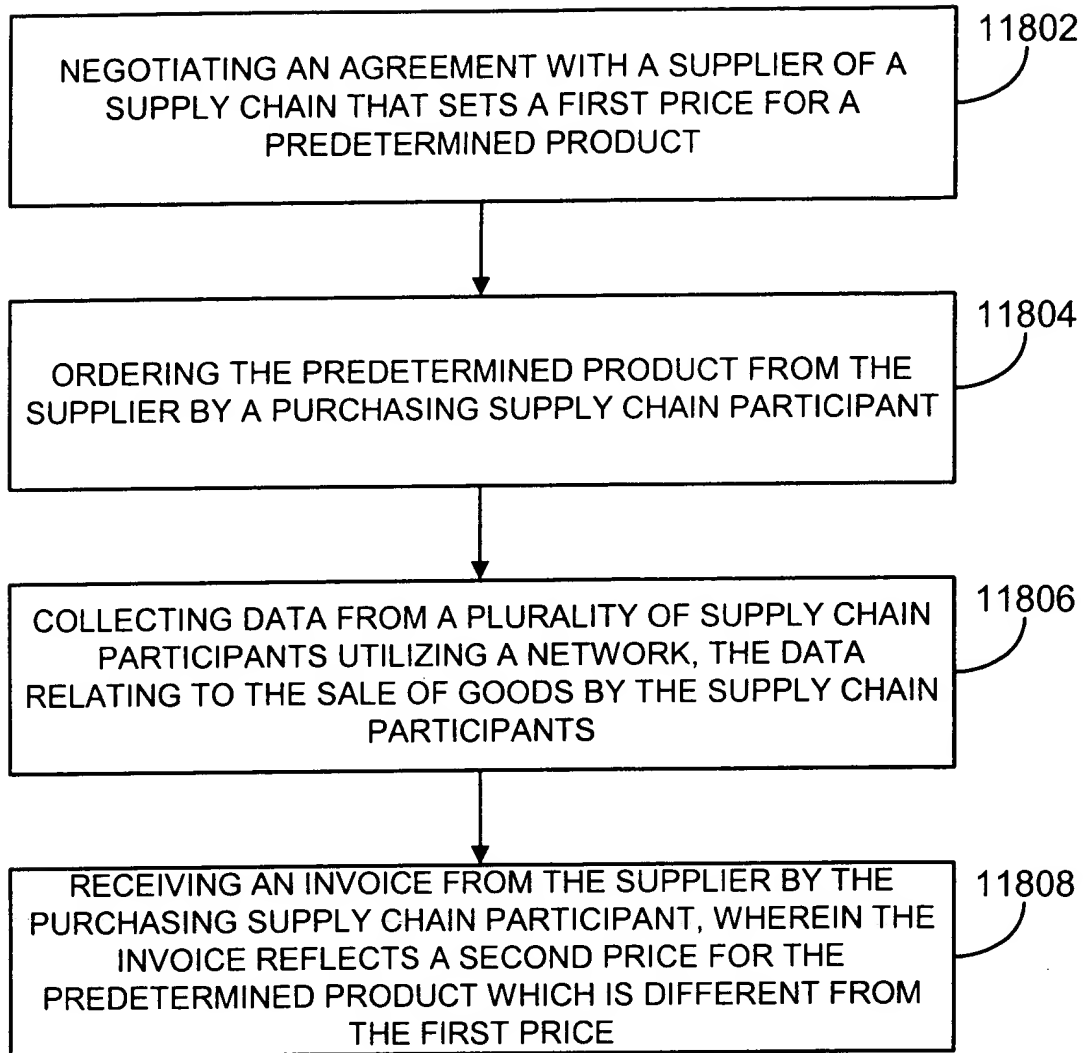 11802
NEGOTIATING AN AGREEMENT WITH A SUPPLIER OF A
SUPPLY CHAIN THAT SETS A FIRST PRICE FOR A
PREDETERMINED PRODUCT
11804
ORDERING THE PREDETERMINED PRODUCT FROM THE
SUPPLIER BY A PURCHASING SUPPLY CHAIN PARTICIPANT
11806
COLLECTING DATA FROM A PLURALITY OF SUPPLY CHAIN
PARTICIPANTS UTILIZING A NETWORK, THE DATA
RELATING TO THE SALE OF GOODS BY THE SUPPLY CHAIN
PARTICIPANTS
11808
RECEIVING AN INVOICE FROM THE SUPPLIER BY THE
PURCHASING SUPPLY CHAIN PARTICIPANT, WHEREIN THE
INVOICE REFLECTS A SECOND PRICE FOR THE
PREDETERMINED PRODUCT WHICH IS DIFFERENT FROM
THE FIRST PRICE